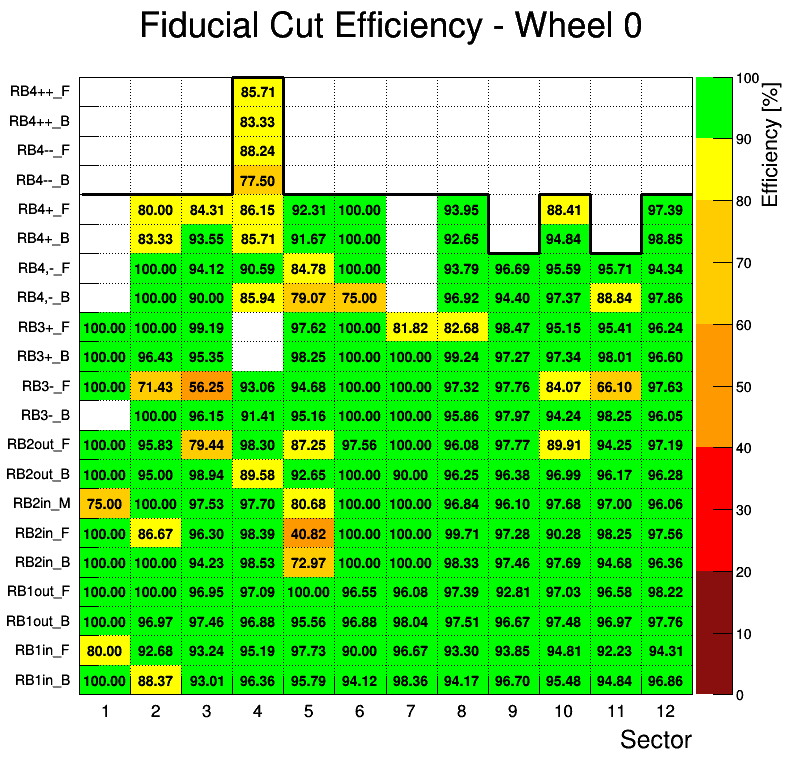 Fiducial Cut Efficiency - Wheel 0
RB4++_F 85.71
RB4++_B 83.33
RB4--_F 88.24
RB4--_B 77.50
RB4+_F 80.00 84.31 86.15 92.31 100.00 93.95 88.41 97.39
RB4+_B 83.33 93.55 85.71 91.67 100.00 92.65 94.84 98.85
RB4,-_F 100.00 94.12 90.59 84.78 100.00 93.79 96.69 95.59 95.71 94.34
RB4,-_B 100.00 90.00 85.94 79.07 75.00 96.92 94.40 97.37 88.84 97.86
RB3+_F 100.00 100.00 99.19 97.62 100.00 81.82 82.68 98.47 95.15 95.41 96.24
RB3+_B 100.00 96.43 95.35 98.25 100.00 100.00 99.24 97.27 97.34 98.01 96.60
RB3-_F 100.00 71.43 56.25 93.06 94.68 100.00 100.00 97.32 97.76 84.07 66.10 97.63
RB3-_B 100.00 96.15 91.41 95.16 100.00 100.00 95.86 97.97 94.24 98.25 96.05
RB2out_F 100.00 95.83 79.44 98.30 87.25 97.56 100.00 96.08 97.77 89.91 94.25 97.19
RB2out_B 100.00 95.00 98.94 89.58 92.65 100.00 90.00 96.25 96.38 96.99 96.17 96.28
RB2in_M 75.00 100.00 97.53 97.70 80.68 100.00 100.00 96.84 96.10 97.68 97.00 96.06
RB2in_F 100.00 86.67 96.30 98.39 40.82 100.00 100.00 99.71 97.28 90.28 98.25 97.56
RB2in_B 100.00 100.00 94.23 98.53 72.97 100.00 100.00 98.33 97.46 97.69 94.68 96.36
RB1out_F 100.00 100.00 96.95 97.09 100.00 96.55 96.08 97.39 92.81 97.03 96.58 98.22
RB1out_B 100.00 96.97 97.46 96.88 95.56 96.88 98.04 97.51 96.67 97.48 96.97 97.76
RB1in_F 80.00 92.68 93.24 95.19 97.73 90.00 96.67 93.30 93.85 94.81 92.23 94.31
RB1in_B 100.00 88.37 93.01 96.36 95.79 94.12 98.36 94.17 96.70 95.48 94.84 96.86
1 2 3 4 5 6 7 8 9 10 11 12
Sector
100
90
80
70
60
50
40
30
20
10
0
Efficiency [%]